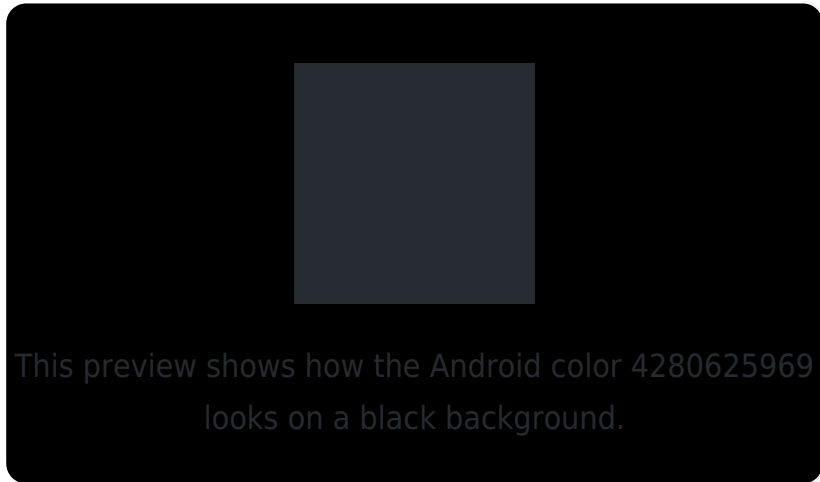 This preview shows how the Android color 4280625969
looks on a black background.